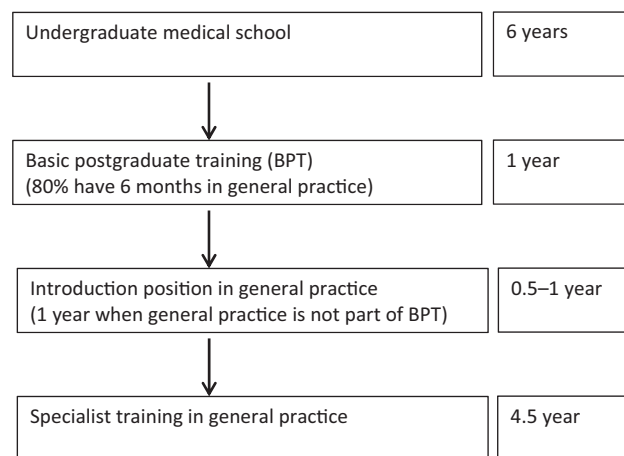 Undergraduate medical school
6 years
Basic postgraduate training (BPT)
(80% have 6 months in general practice)
1 year
Introduction position in general practice
(1 year when general practice is not part of BPT)
0.5–1 year
Specialist training in general practice
4.5 year